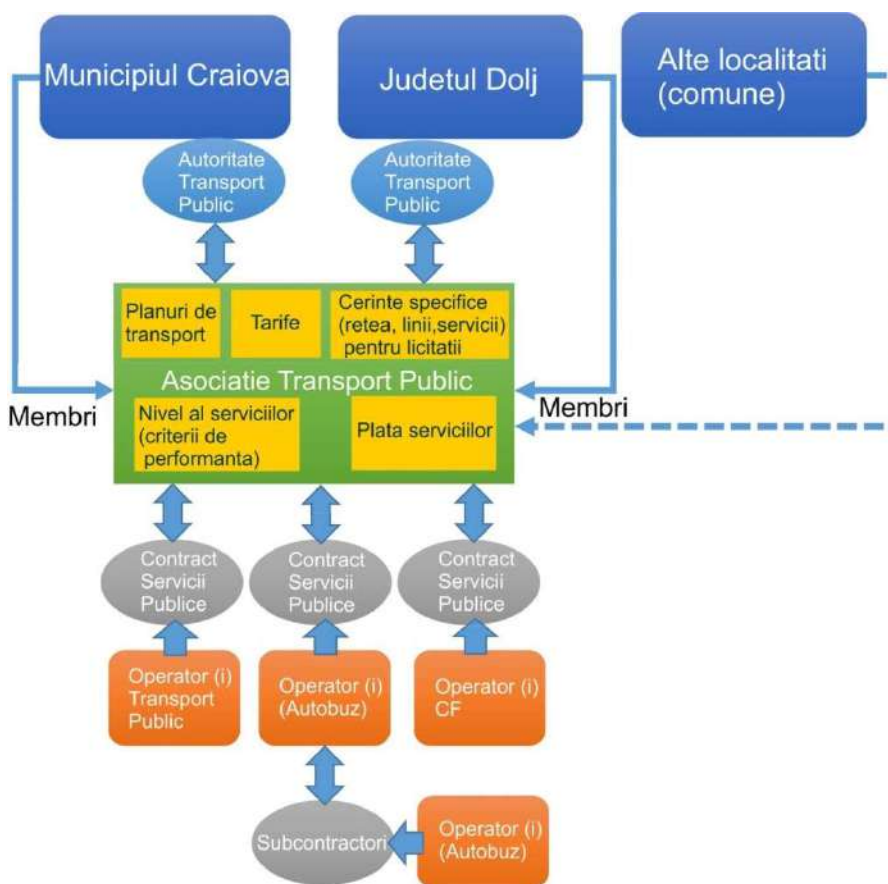 Municipiul Craiova
Judetul Dolj
Alte localitati
(comune)
Autoritate
Transport
Public
Autoritate
Transport
Public
Planuri de
transport
Tarife
Cerinte specifice
(retea, linii,servicii)
pentru licitatii
Asociatie Transport Public
Membri
Membri
Nivel al serviciilor
(criterii de
performanta)
Plata serviciilor
Contract
Servicii
Publice
Contract
Servicii
Publice
Contract
Servicii
Publice
Operator (i)
Transport
Public
Operator (i)
(Autobuz)
Operator (i)
CF
Subcontractori
Operator (i)
(Autobuz)